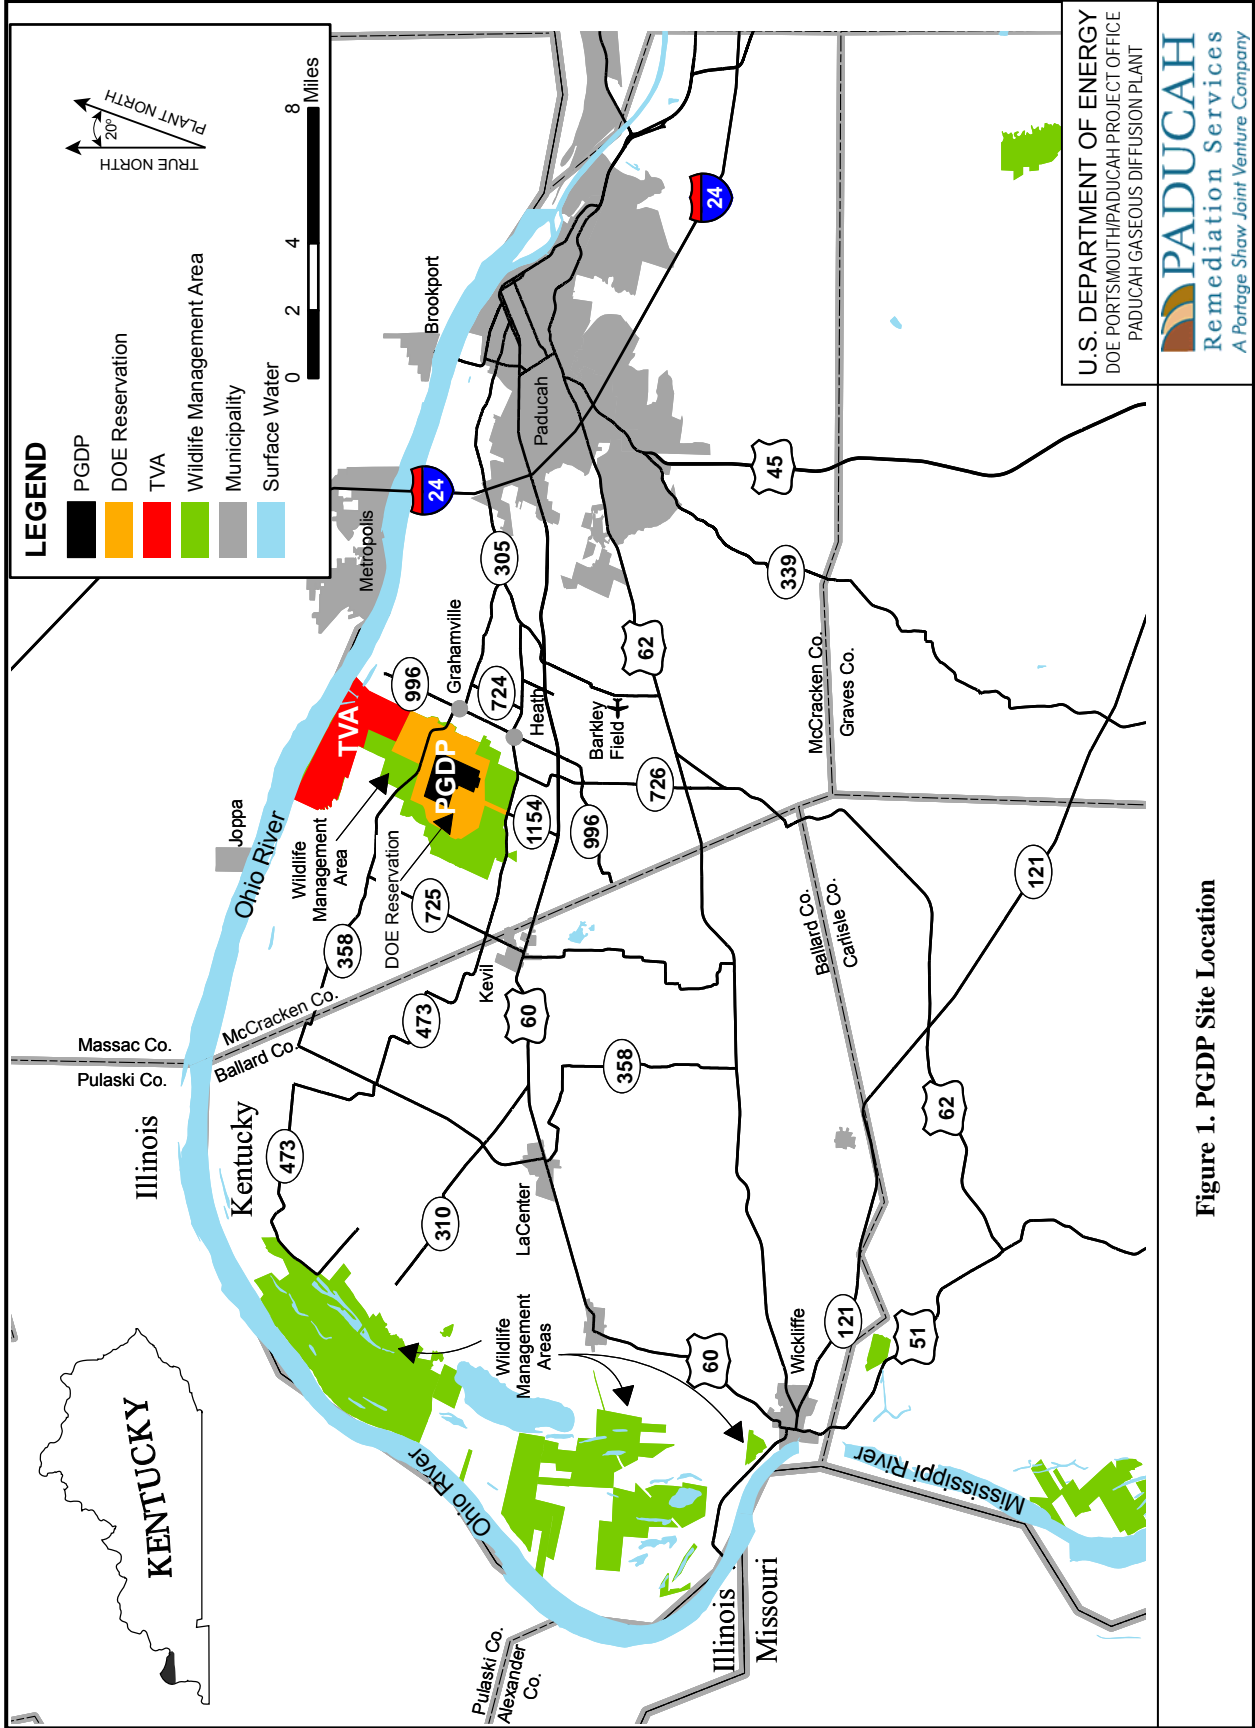 LEGEND
PGDP
DOE Reservation
TVA
Wildlife Management Area
Municipality
Surface Water
0
2
4
8
Miles
TRUE NORTH
20°
PLANT NORTH
KENTUCKY
Illinois
Kentucky
Pulaski Co.
Massac Co.
Ballard Co.
McCracken Co.
Ohio River
Joppa
TVA
Metropolis
Brookport
24
Wildlife
Management
Area
DOE Reservation
PGDP
996
Grahamville
724
Heath
305
358
725
473
Kevil
1154
996
Barkley
Field
726
62
Paducah
24
45
339
McCracken Co.
Graves Co.
473
310
LaCenter
60
358
Wildlife
Management
Areas
Ohio River
60
Wickliffe
121
51
62
121
Ballard Co.
Carlisle Co.
Mississippi River
Pulaski Co.
Alexander
Co.
Illinois
Missouri
U.S. DEPARTMENT OF ENERGY
DOE PORTSMOUTH/PADUCAH PROJECT OFFICE
PADUCAH GASEOUS DIFFUSION PLANT
PADUCAH
Remediation Services
A Portage Shaw Joint Venture Company
Figure 1. PGDP Site Location